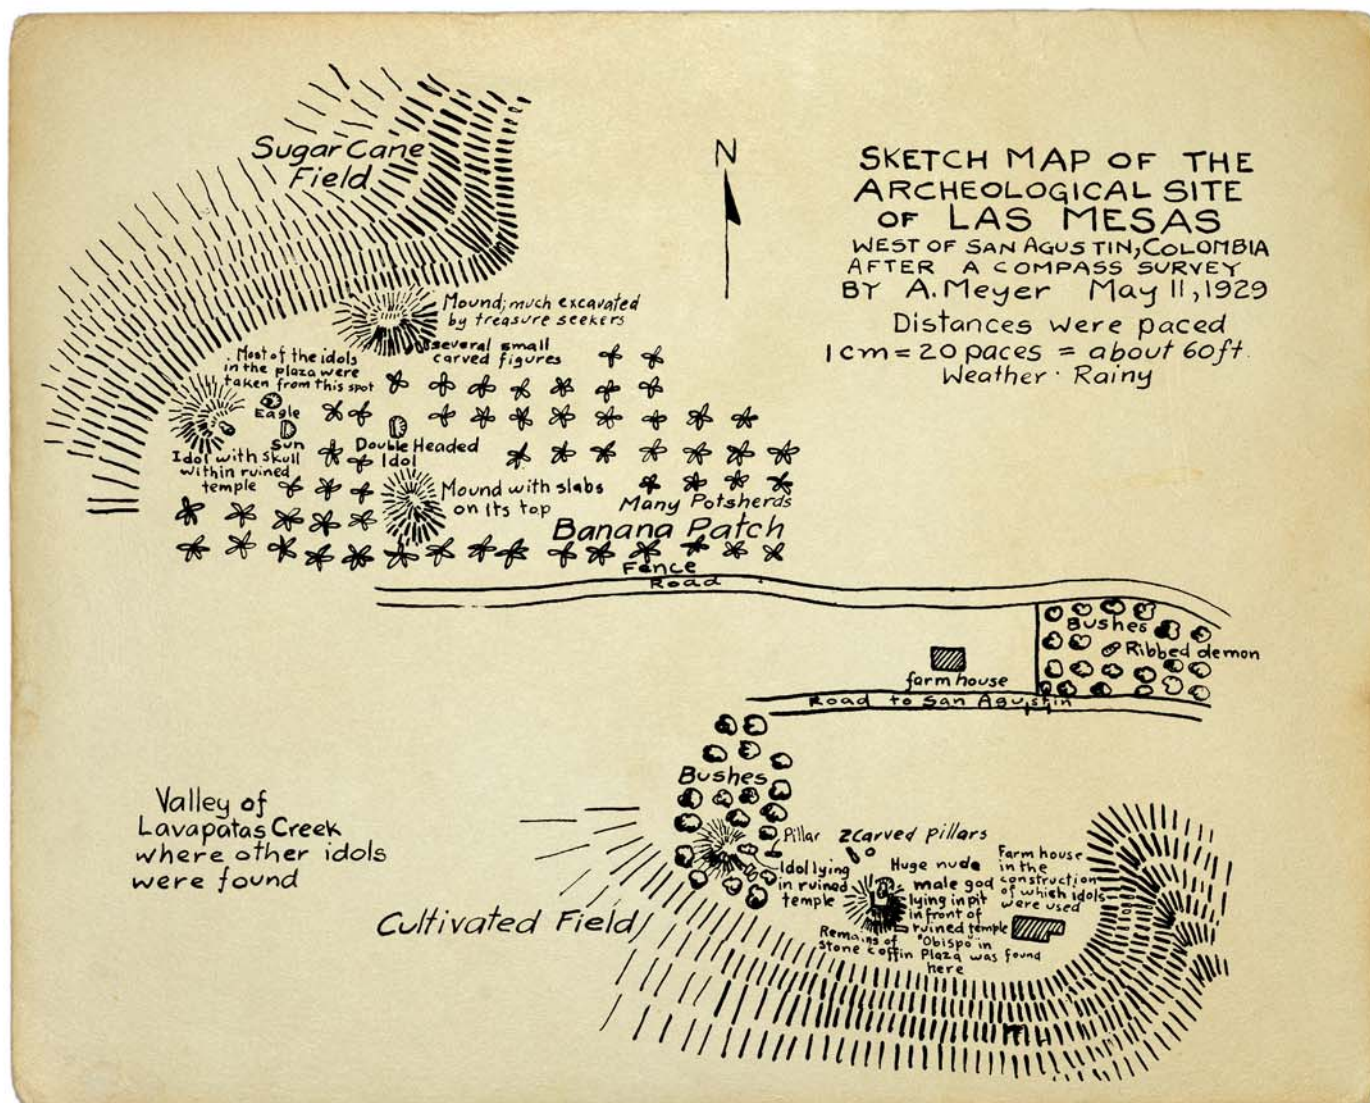 Sugar Cane
Field
N
SKETCH MAP OF THE
ARCHEOLOGICAL SITE
OF LAS MESAS
WEST OF SAN AGUSTIN, COLOMBIA
AFTER A COMPASS SURVEY
BY A. Meyer May 11, 1929
Distances were paced
1 cm = 20 paces = about 60 ft.
Weather · Rainy
Mound; much excavated
by treasure seekers
several small
carved figures
Most of the idols
in the plaza were
taken from this spot
Eagle
Sun
Double Headed
Idol
Idol with skull
within ruined
temple
Mound with slabs
on its top
Many Potsherds
Banana Patch
Fence
Road
Bushes
Ribbed demon
farm house
Road to San Agustin
Bushes
Valley of
Lavapatas Creek
where other idols
were found
Cultivated Field
Pillar
2 Carved pillars
Idol lying
in ruined
temple
Huge nude
male god
lying in pit
in front of
ruined temple
Farm house
in the
construction
of which idols
were used
Remains of
stone coffin
"Obispo" in
Plaza was found
here